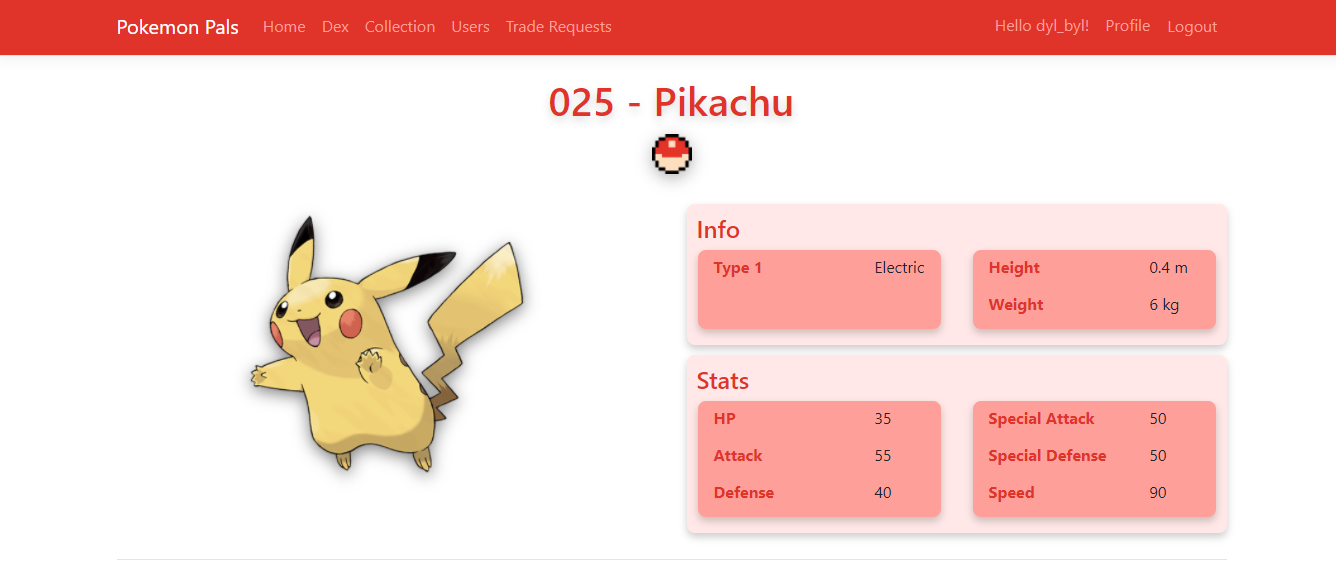 Pokemon Pals Home Dex Collection Users Trade Requests Hello dyl_byl! Profile Logout
025 - Pikachu
Info
Type 1 Electric
Height 0.4 m
Weight 6 kg
Stats
HP 35
Attack 55
Defense 40
Special Attack 50
Special Defense 50
Speed 90